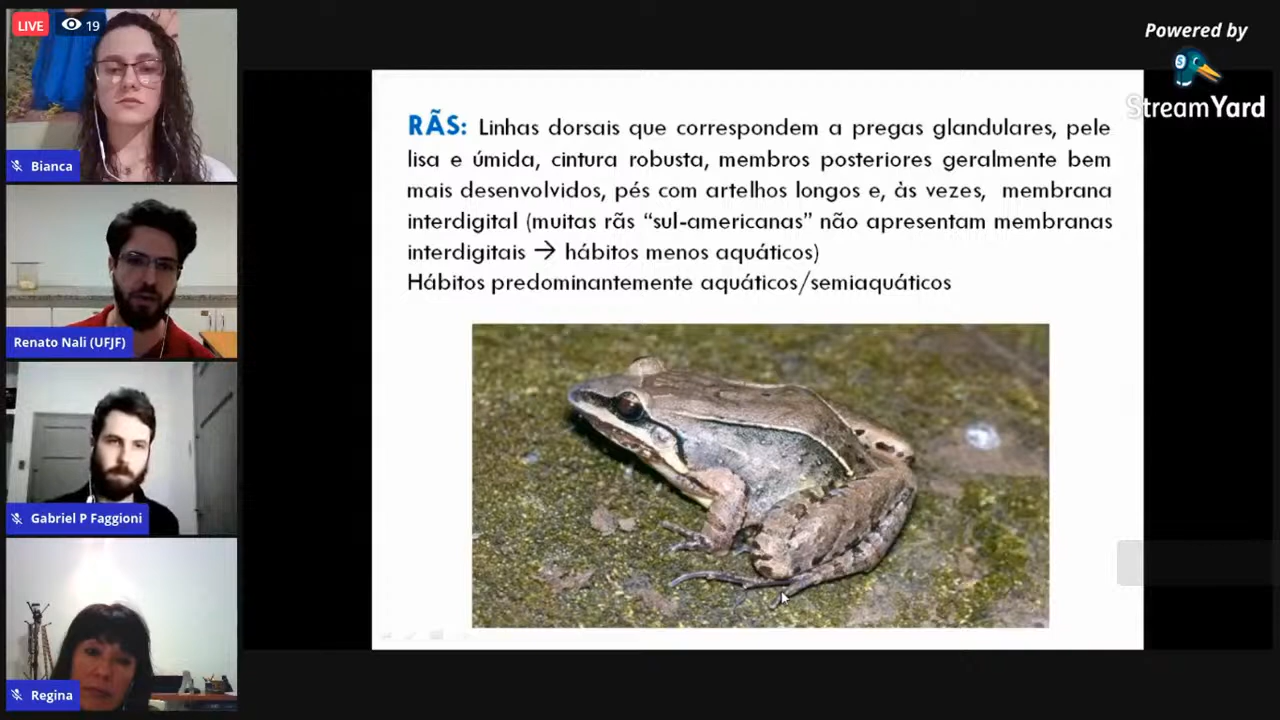 LIVE 19
Bianca
Renato Nali (UFJF)
Gabriel P Faggioni
Regina
RÃS: Linhas dorsais que correspondem a pregas glandulares, pele
lisa e úmida, cintura robusta, membros posteriores geralmente bem
mais desenvolvidos, pés com artelhos longos e, às vezes, membrana
interdigital (muitas rãs “sul-americanas” não apresentam membranas
interdigitais → hábitos menos aquáticos)
Hábitos predominantemente aquáticos/semiaquáticos
Powered by
S
StreamYard